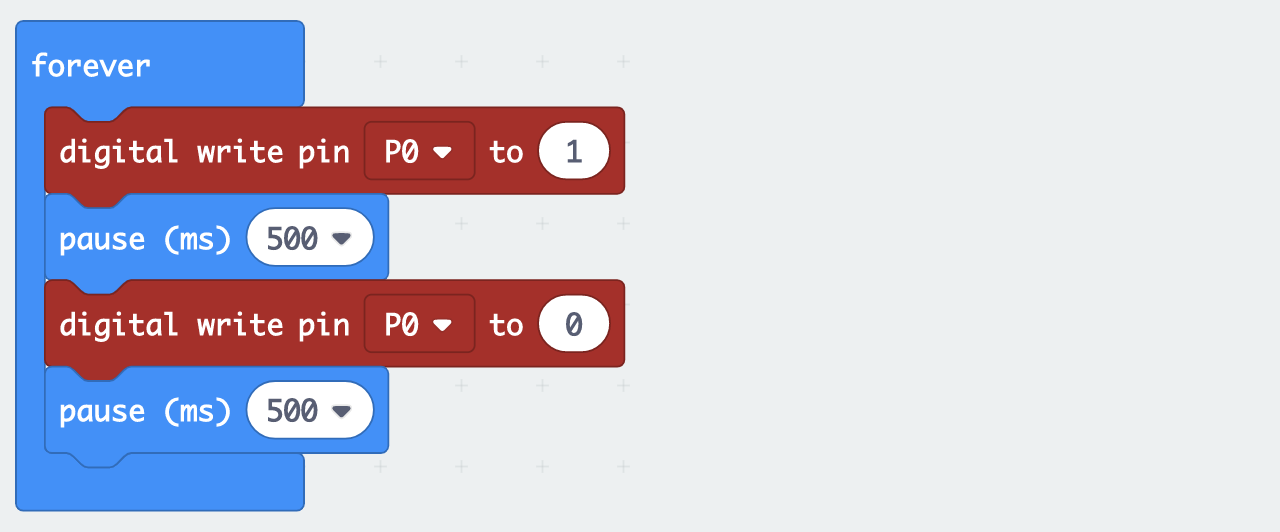 forever
digital write pin P0 to 1
pause (ms) 500
digital write pin P0 to 0
pause (ms) 500